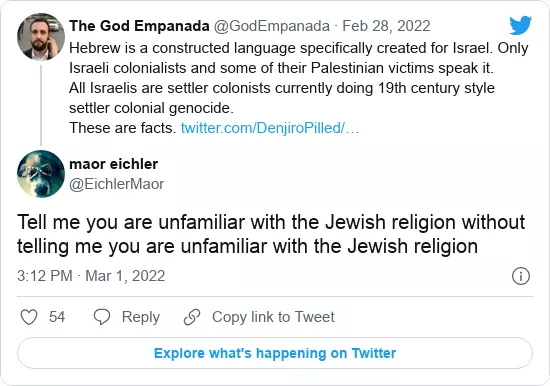 The God Empanada @GodEmpanada · Feb 28, 2022
Hebrew is a constructed language specifically created for Israel. Only
Israeli colonialists and some of their Palestinian victims speak it.
All Israelis are settler colonists currently doing 19th century style
settler colonial genocide.
These are facts. twitter.com/DenjiroPilled/…
maor eichler
@EichlerMaor
Tell me you are unfamiliar with the Jewish religion without
telling me you are unfamiliar with the Jewish religion
3:12 PM · Mar 1, 2022
54 Reply Copy link to Tweet
Explore what's happening on Twitter